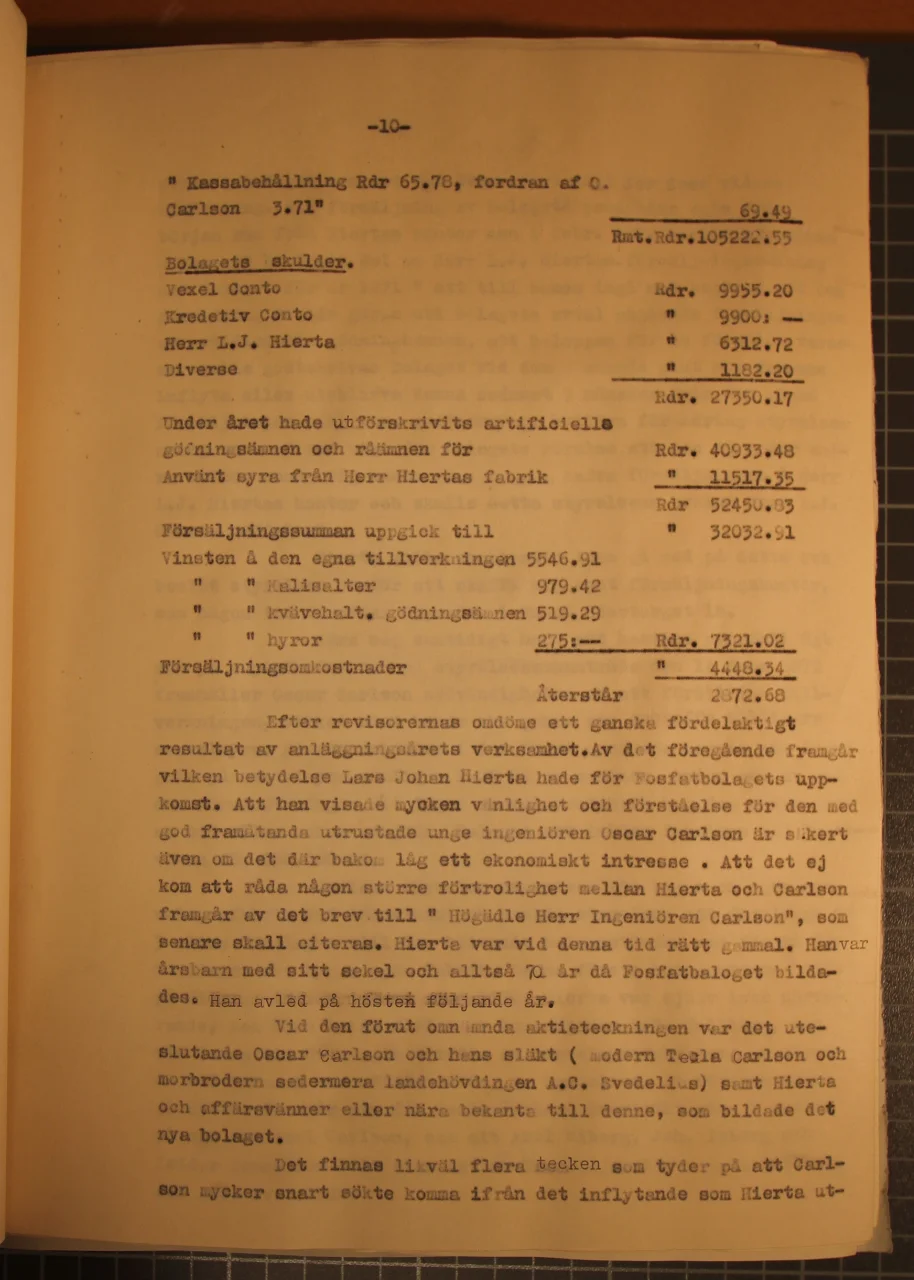 -10-
" Kassabehållning Rdr 65.78, fordran af O.
Carlson 3.71" 69.49
Rmt.Rdr.105222.55
Bolagets skulder.
Vexel Conto Rdr. 9955.20
Kredetiv Conto " 9900: —
Herr L.J. Hierta " 6312.72
Diverse " 1182.20
Rdr. 27350.17
Under året hade utförskrivits artificiella
gödningsämnen och råämnen för Rdr. 40933.48
Använt syra från Herr Hiertas fabrik " 11517.35
Rdr 52450.83
Försäljningssumman uppgick till " 32032.91
Vinsten å den egna tillverkningen 5546.91
" " Kalisalter 979.42
" " kvävehalt. gödningsämnen 519.29
" " hyror 275:-- Rdr. 7321.02
Försäljningsomkostnader " 4448.34
Återstår 2872.68
Efter revisorernas omdöme ett ganska fördelaktigt
resultat av anläggningsårets verksamhet.Av det föregående framgår
vilken betydelse Lars Johan Hierta hade för Fosfatbolagets upp-
komst. Att han visade mycken vänlighet och förståelse för den med
god framåtanda utrustade unge ingeniören Oscar Carlson är säkert
även om det där bakom låg ett ekonomiskt intresse . Att det ej
kom att råda någon större förtrolighet mellan Hierta och Carlson
framgår av det brev till " Högädle Herr Ingeniören Carlson", som
senare skall citeras. Hierta var vid denna tid rätt gammal. Han var
årsbarn med sitt sekel och alltså 71 år då Fosfatbaloget bilda-
des. Han avled på hösten följande år.
Vid den förut omnämnda aktieteckningen var det ute-
slutande Oscar Carlson och hans släkt ( modern Tekla Carlson och
morbrodern sedermera landehövdingen A.C. Svedelius) samt Hierta
och affärsvänner eller nära bekanta till denne, som bildade det
nya bolaget.
Det finnas likväl flera tecken som tyder på att Carl-
son mycker snart sökte komma ifrån det inflytande som Hierta ut-